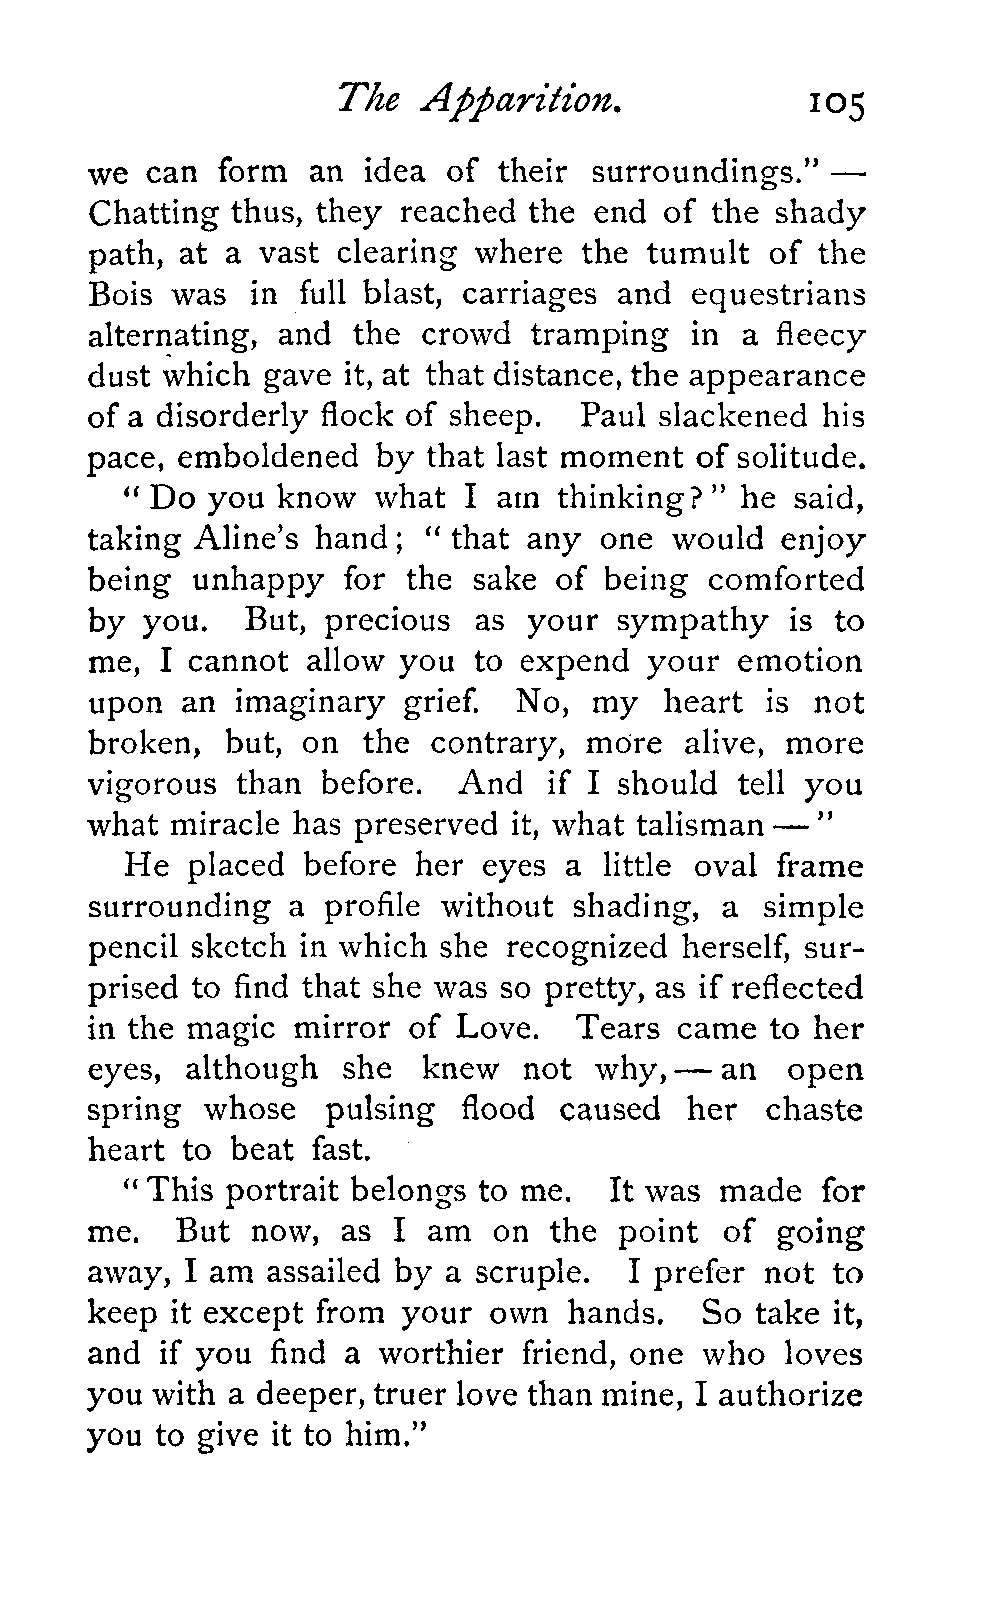 The Apparition. 105
we can form an idea of their surroundings." —
Chatting thus, they reached the end of the shady
path, at a vast clearing where the tumult of the
Bois was in full blast, carriages and equestrians
alternating, and the crowd tramping in a fleecy
dust which gave it, at that distance, the appearance
of a disorderly flock of sheep. Paul slackened his
pace, emboldened by that last moment of solitude.
"Do you know what I am thinking?" he said,
taking Aline's hand; "that any one would enjoy
being unhappy for the sake of being comforted
by you. But, precious as your sympathy is to
me, I cannot allow you to expend your emotion
upon an imaginary grief. No, my heart is not
broken, but, on the contrary, more alive, more
vigorous than before. And if I should tell you
what miracle has preserved it, what talisman — "
He placed before her eyes a little oval frame
surrounding a profile without shading, a simple
pencil sketch in which she recognized herself, sur-
prised to find that she was so pretty, as if reflected
in the magic mirror of Love. Tears came to her
eyes, although she knew not why, — an open
spring whose pulsing flood caused her chaste
heart to beat fast.
"This portrait belongs to me. It was made for
me. But now, as I am on the point of going
away, I am assailed by a scruple. I prefer not to
keep it except from your own hands. So take it,
and if you find a worthier friend, one who loves
you with a deeper, truer love than mine, I authorize
you to give it to him."